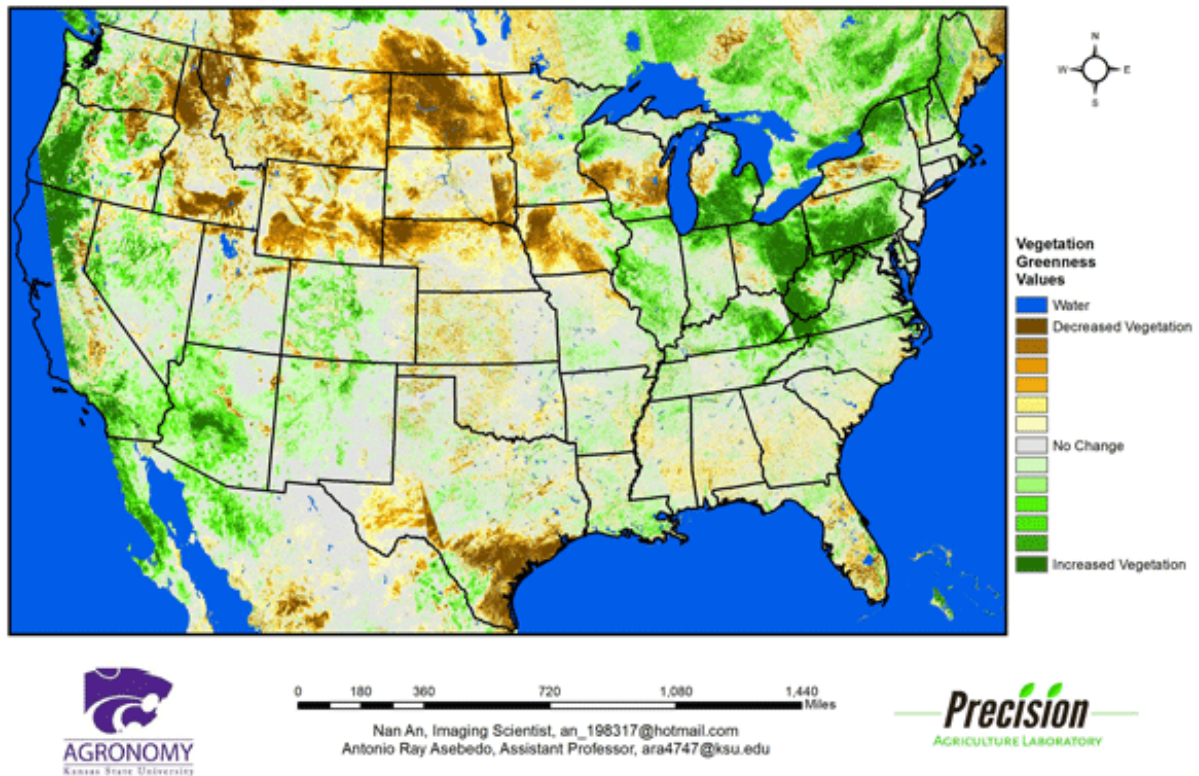 N
W
E
S
Vegetation
Greenness
Values
Water
Decreased Vegetation
No Change
Increased Vegetation
0 180 360 720 1,080 1,440
Miles
Nan An, Imaging Scientist, an_198317@hotmail.com
Antonio Ray Asebedo, Assistant Professor, ara4747@ksu.edu
AGRONOMY
Kansas State University
Precision
AGRICULTURE LABORATORY